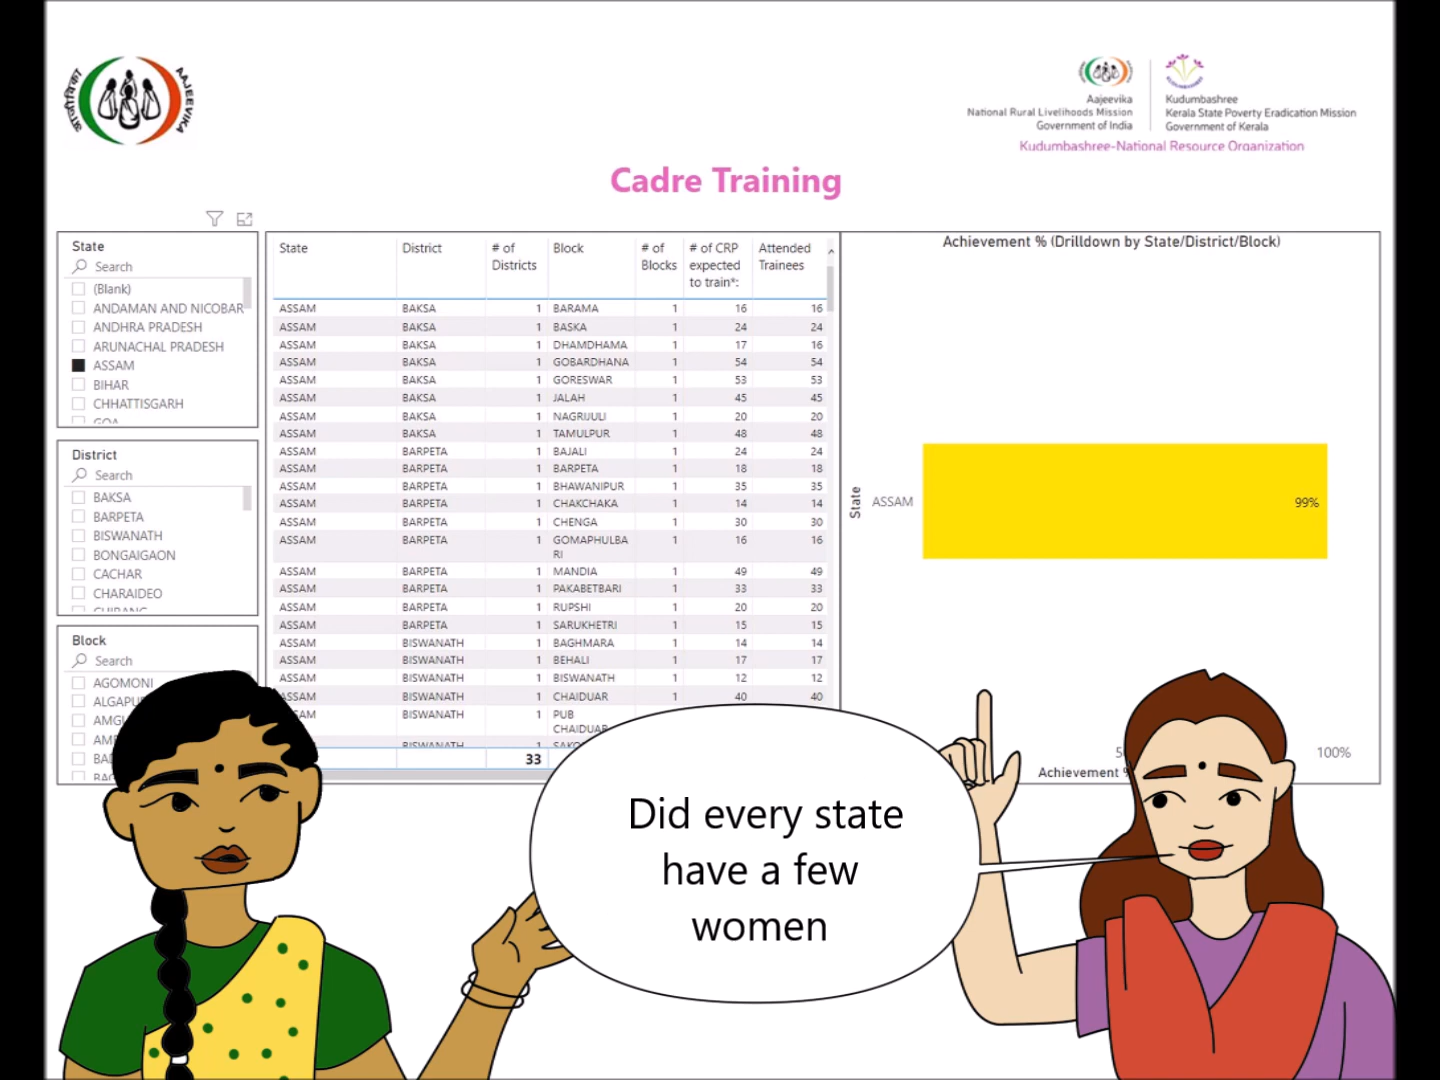 आजीविका
AAJEEVIKA
Aajeevika
National Rural Livelihoods Mission
Government of India
Kudumbashree
Kerala State Poverty Eradication Mission
Government of Kerala
Kudumbashree-National Resource Organization
Cadre Training
State
Search
(Blank)
ANDAMAN AND NICOBAR
ANDHRA PRADESH
ARUNACHAL PRADESH
ASSAM
BIHAR
CHHATTISGARH
GOA
District
Search
BAKSA
BARPETA
BISWANATH
BONGAIGAON
CACHAR
CHARAIDEO
Block
Search
AGOMONI
State District # of Districts Block # of Blocks # of CRP expected to train*: Attended Trainees
ASSAM BAKSA 1 BARAMA 1 16 16
ASSAM BAKSA 1 BASKA 1 24 24
ASSAM BAKSA 1 DHAMDHAMA 1 17 16
ASSAM BAKSA 1 GOBARDHANA 1 54 54
ASSAM BAKSA 1 GORESWAR 1 53 53
ASSAM BAKSA 1 JALAH 1 45 45
ASSAM BAKSA 1 NAGRIJULI 1 20 20
ASSAM BAKSA 1 TAMULPUR 1 48 48
ASSAM BARPETA 1 BAJALI 1 24 24
ASSAM BARPETA 1 BARPETA 1 18 18
ASSAM BARPETA 1 BHAWANIPUR 1 35 35
ASSAM BARPETA 1 CHAKCHAKA 1 14 14
ASSAM BARPETA 1 CHENGA 1 30 30
ASSAM BARPETA 1 GOMAPHULBA 1 16 16
RI
ASSAM BARPETA 1 MANDIA 1 49 49
ASSAM BARPETA 1 PAKABETBARI 1 33 33
ASSAM BARPETA 1 RUPSHI 1 20 20
ASSAM BARPETA 1 SARUKHETRI 1 15 15
ASSAM BISWANATH 1 BAGHMARA 1 14 14
ASSAM BISWANATH 1 BEHALI 1 17 17
ASSAM BISWANATH 1 BISWANATH 1 12 12
ASSAM BISWANATH 1 CHAIDUAR 1 40 40
BISWANATH 1 PUB
CHAIDUAR
BISWANATH 1
33
Achievement % (Drilldown by State/District/Block)
State
ASSAM
99%
100%
Achievement %
Did every state
have a few
women